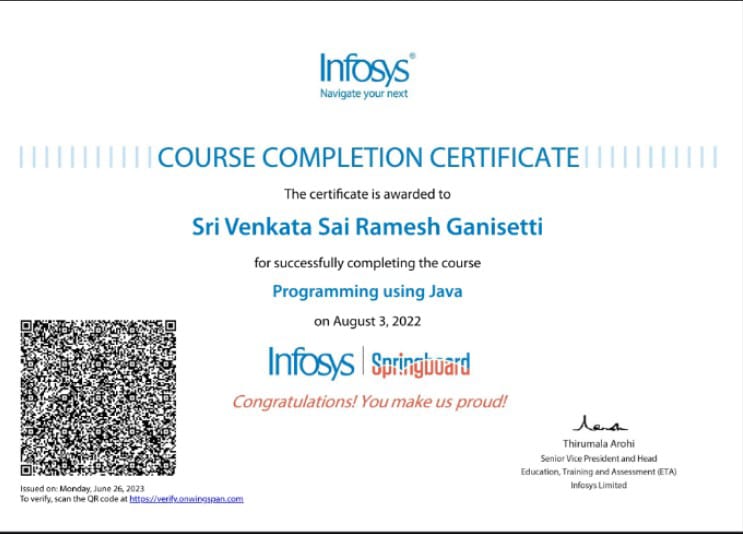 Infosys®
Navigate your next
COURSE COMPLETION CERTIFICATE
The certificate is awarded to
Sri Venkata Sai Ramesh Ganisetti
for successfully completing the course
Programming using Java
on August 3, 2022
Infosys | Springboard
Congratulations! You make us proud!
Thirumala Arohi
Senior Vice President and Head
Education, Training and Assessment (ETA)
Infosys Limited
Issued on: Monday, June 26, 2023
To verify, scan the QR code at https://verify.onwingspan.com